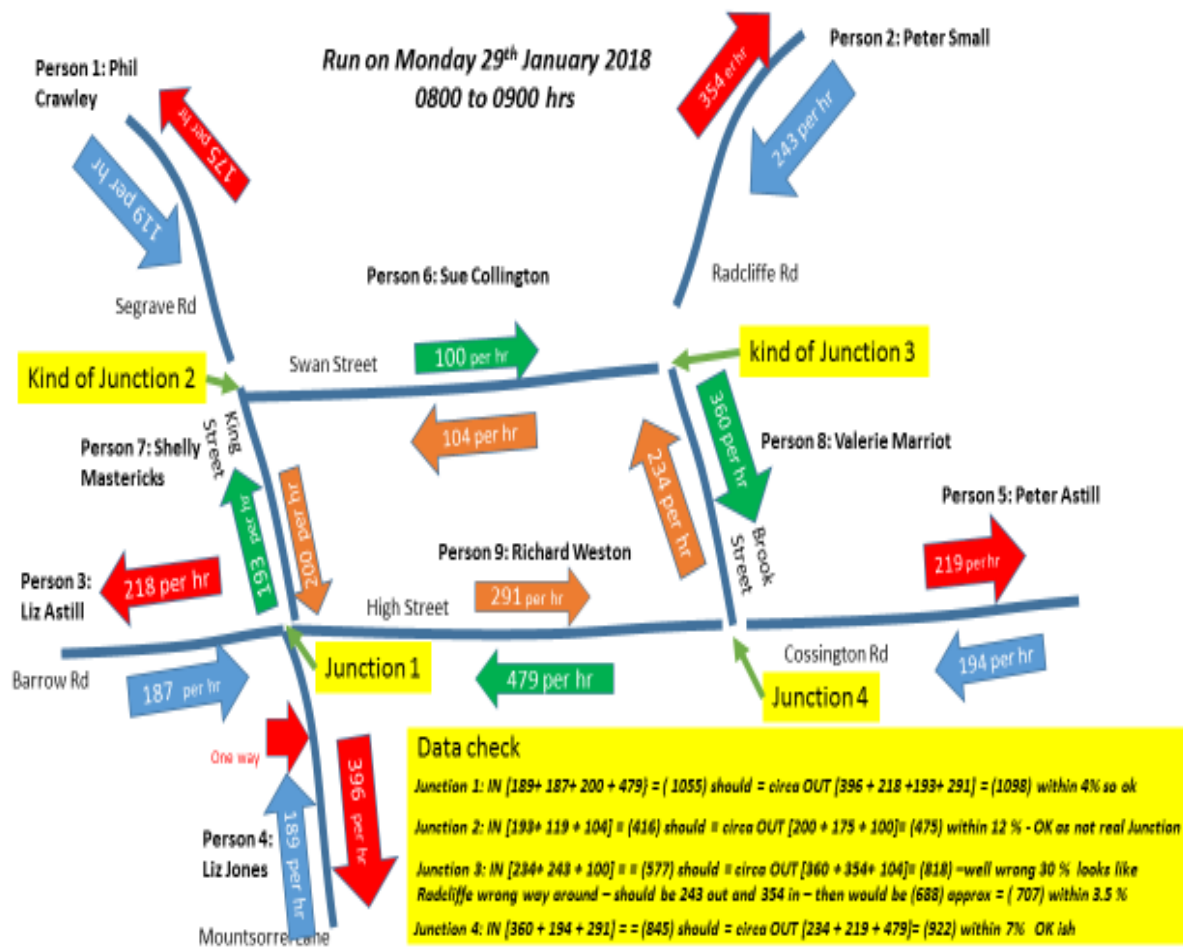 Run on Monday 29th January 2018
0800 to 0900 hrs
Person 1: Phil
Crawley
175 per hr
119 per hr
Segrave Rd
354 er hr
Person 2: Peter Small
243 per hr
Radcliffe Rd
Person 6: Sue Collington
Swan Street
100 per hr
104 per hr
Kind of Junction 2
kind of Junction 3
King
Street
Person 7: Shelly
Mastericks
193 per hr
200 per hr
360 per hr
234 per hr
Person 8: Valerie Marriot
Brook
Street
Person 5: Peter Astill
219 per hr
Person 9: Richard Weston
291 per hr
High Street
479 per hr
Person 3:
Liz Astill
218 per hr
Barrow Rd
187 per hr
Junction 1
Junction 4
Cossington Rd
194 per hr
One way
396 per hr
189 per hr
Person 4:
Liz Jones
Mountsorrel Lane
Data check
Junction 1: IN [189+ 187+ 200 + 479} = ( 1055) should = circa OUT [396 + 218 +193+ 291] = (1098) within 4% so ok
Junction 2: IN [193+ 119 + 104] = (416) should = circa OUT [200 + 175 + 100]= (475) within 12 % - OK as not real Junction
Junction 3: IN [234+ 243 + 100] = = (577) should = circa OUT [360 + 354+ 104]= (818) –well wrong 30 % looks like
Radcliffe wrong way around – should be 243 out and 354 in – then would be (688) approx = ( 707) within 3.5 %
Junction 4: IN [360 + 194 + 291] = = (845) should = circa OUT [234 + 219 + 479]= (922) within 7% OK ish